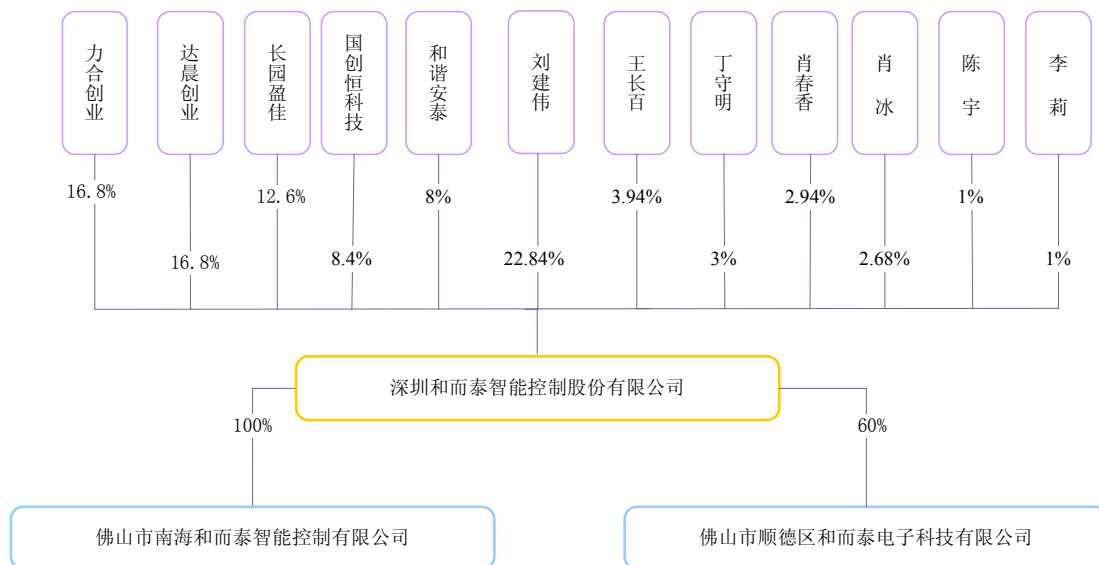 力合创业
达晨创业
长园盈佳
国创恒科技
和谐安泰
刘建伟
王长百
丁守明
肖春香
肖冰
陈宇
李莉
16.8%
12.6%
8%
3.94%
2.94%
1%
16.8%
8.4%
22.84%
3%
2.68%
1%
深圳和而泰智能控制股份有限公司
100%
60%
佛山市南海和而泰智能控制有限公司
佛山市顺德区和而泰电子科技有限公司